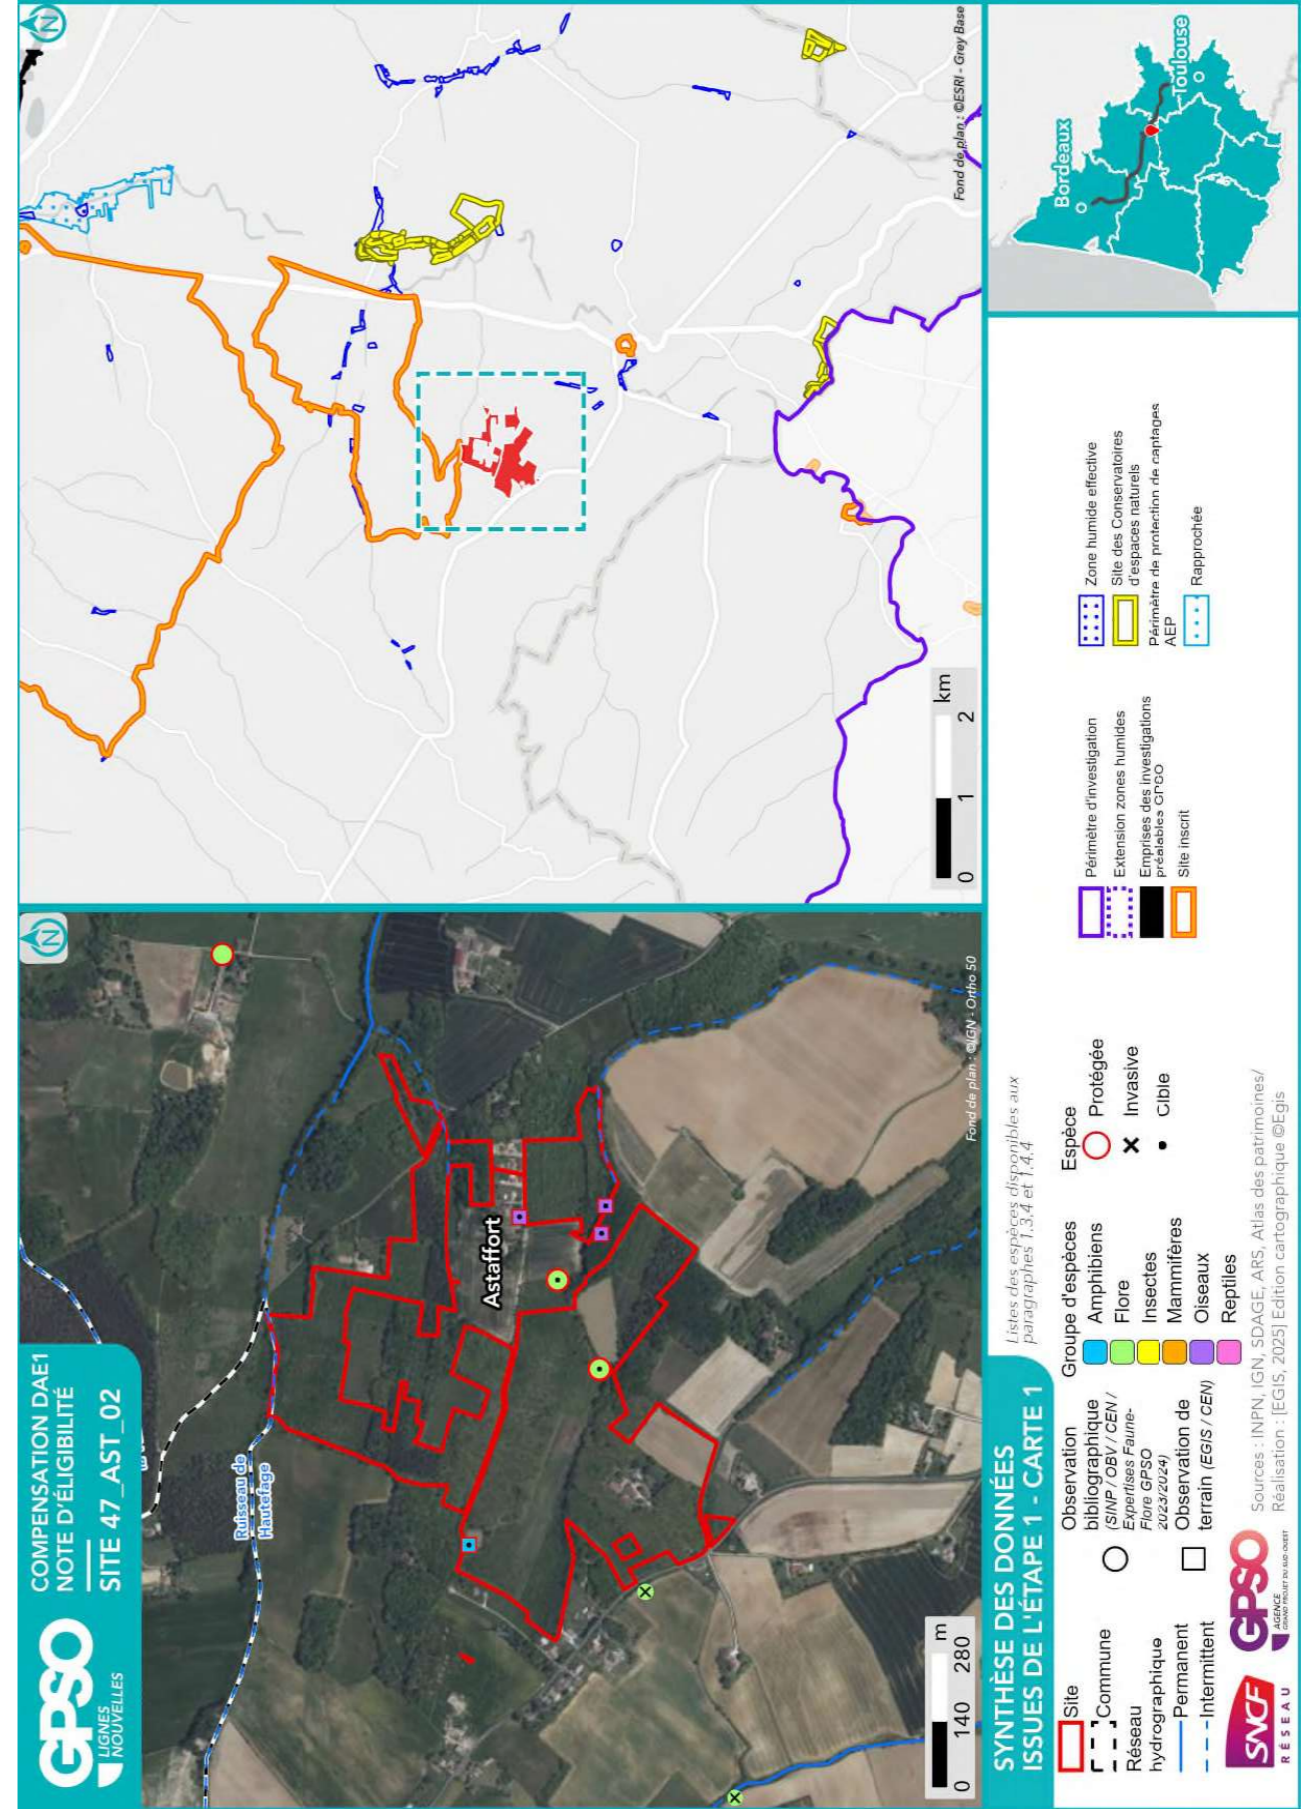 GPSO
LIGNES
NOUVELLES
COMPENSATION DAE1
NOTE D'ÉLIGIBILITÉ
SITE 47_AST_02
N
Ruisseau de
Hautefage
Astaffort
0 140 280 m
Fond de plan : ©IGN - Ortho 50
N
0 1 2 km
Fond de plan : ©ESRI - Grey Base
SYNTHÈSE DES DONNÉES
ISSUES DE L'ÉTAPE 1 - CARTE 1
Listes des espèces disponibles aux
paragraphes 1.3.4 et 1.4.4
Site
Commune
Réseau
hydrographique
Permanent
Intermittent
Observation
bibliographique
(SINP / OBV / CEN /
Expertises Faune-
Flore GPSO
2023/2024)
Observation de
terrain (EGIS / CEN)
Groupe d'espèces
Amphibiens
Flore
Insectes
Mammifères
Oiseaux
Reptiles
Espèce
Protégée
Invasive
Cible
Périmètre d'investigation
Extension zones humides
Emprises des investigations
préalables GPSO
Site inscrit
Zone humide effective
Site des Conservatoires
d'espaces naturels
Périmètre de protection de captages
AEP
Rapprochée
Bordeaux
Toulouse
SNCF
RÉSEAU
GPSO
AGENCE
GRAND PROJET DU SUD-OUEST
Sources : INPN, IGN, SDAGE, ARS, Atlas des patrimoines/
Réalisation : [EGIS, 2025] Edition cartographique ©Egis